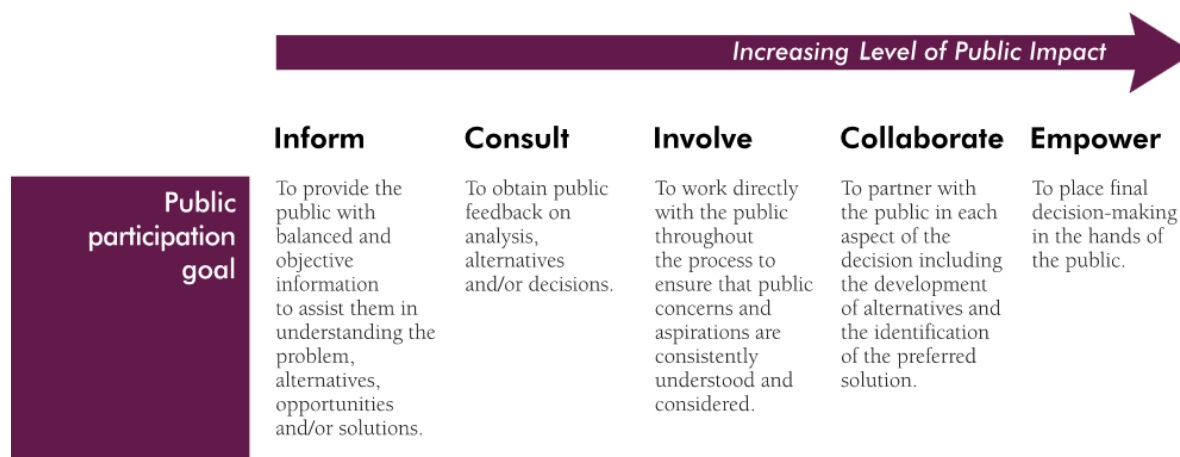 Increasing Level of Public Impact
Inform
Consult
Involve
Collaborate
Empower
Public
participation
goal
To provide the
public with
balanced and
objective
information
to assist them in
understanding the
problem,
alternatives,
opportunities
and/or solutions.
To obtain public
feedback on
analysis,
alternatives
and/or decisions.
To work directly
with the public
throughout
the process to
ensure that public
concerns and
aspirations are
consistently
understood and
considered.
To partner with
the public in each
aspect of the
decision including
the development
of alternatives and
the identification
of the preferred
solution.
To place final
decision-making
in the hands of
the public.